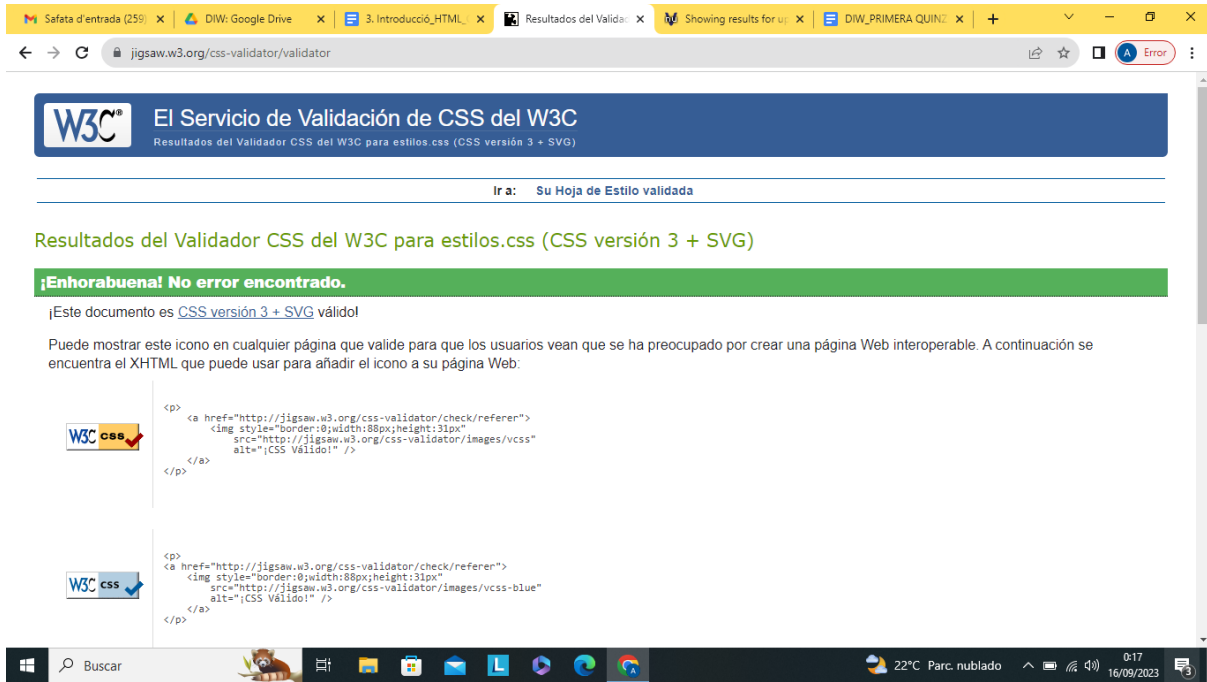 Safata d'entrada (259)
DIW: Google Drive
3. Introducció_HTML_
Resultados del Validac
Showing results for up
DIW_PRIMERA QUINZ
jigsaw.w3.org/css-validator/validator
A Error
W3C® El Servicio de Validación de CSS del W3C
Resultados del Validador CSS del W3C para estilos.css (CSS versión 3 + SVG)
Ir a: Su Hoja de Estilo validada
Resultados del Validador CSS del W3C para estilos.css (CSS versión 3 + SVG)
¡Enhorabuena! No error encontrado.
¡Este documento es CSS versión 3 + SVG válido!
Puede mostrar este icono en cualquier página que valide para que los usuarios vean que se ha preocupado por crear una página Web interoperable. A continuación se
encuentra el XHTML que puede usar para añadir el icono a su página Web:
W3C css
<p>
<a href="http://jigsaw.w3.org/css-validator/check/referer">
<img style="border:0;width:88px;height:31px"
src="http://jigsaw.w3.org/css-validator/images/vcss"
alt="¡CSS Válido!" />
</a>
</p>
W3C css
<p>
<a href="http://jigsaw.w3.org/css-validator/check/referer">
<img style="border:0;width:88px;height:31px"
src="http://jigsaw.w3.org/css-validator/images/vcss-blue"
alt="¡CSS Válido!" />
</a>
</p>
Buscar
L
22°C Parc. nublado
0:17
16/09/2023
3